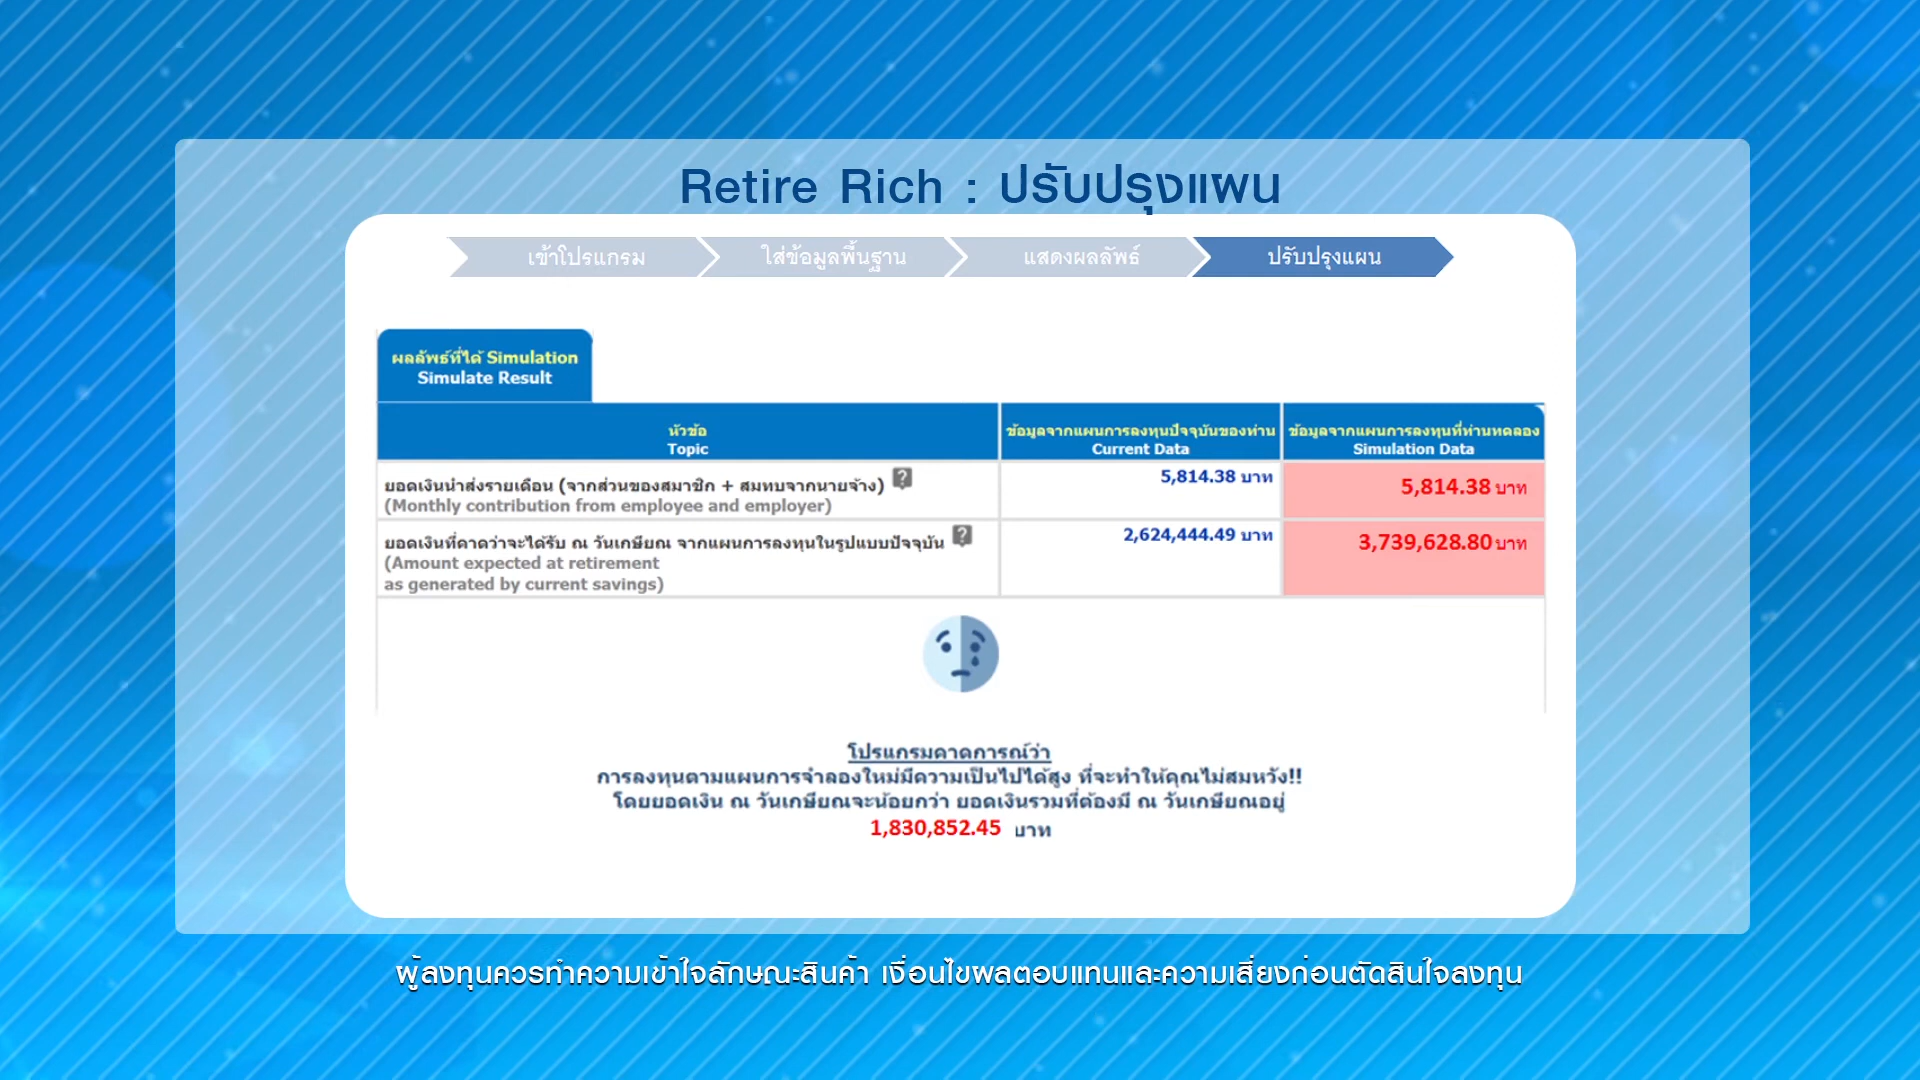 Retire Rich : ปรับปรุงแผน
เข้าโปรแกรม
ใส่ข้อมูลพื้นฐาน
แสดงผลลัพธ์
ปรับปรุงแผน
ผลลัพธ์ที่ได้ Simulation
Simulate Result
หัวข้อ
Topic
ข้อมูลจากแผนการลงทุนปัจจุบันของท่าน
Current Data
ข้อมูลจากแผนการลงทุนที่ท่านทดลอง
Simulation Data
ยอดเงินนำส่งรายเดือน (จากส่วนของสมาชิก + สมทบจากนายจ้าง) ?
(Monthly contribution from employee and employer)
5,814.38 บาท
5,814.38 บาท
ยอดเงินที่คาดว่าจะได้รับ ณ วันเกษียณ จากแผนการลงทุนในรูปแบบปัจจุบัน ?
(Amount expected at retirement
as generated by current savings)
2,624,444.49 บาท
3,739,628.80 บาท
โปรแกรมคาดการณ์ว่า
การลงทุนตามแผนการจำลองใหม่มีความเป็นไปได้สูง ที่จะทำให้คุณไม่สมหวัง!!
โดยยอดเงิน ณ วันเกษียณจะน้อยกว่า ยอดเงินรวมที่ต้องมี ณ วันเกษียณอยู่
1,830,852.45 บาท
ผู้ลงทุนควรทำความเข้าใจลักษณะสินค้า เงื่อนไขผลตอบแทนและความเสี่ยงก่อนตัดสินใจลงทุน